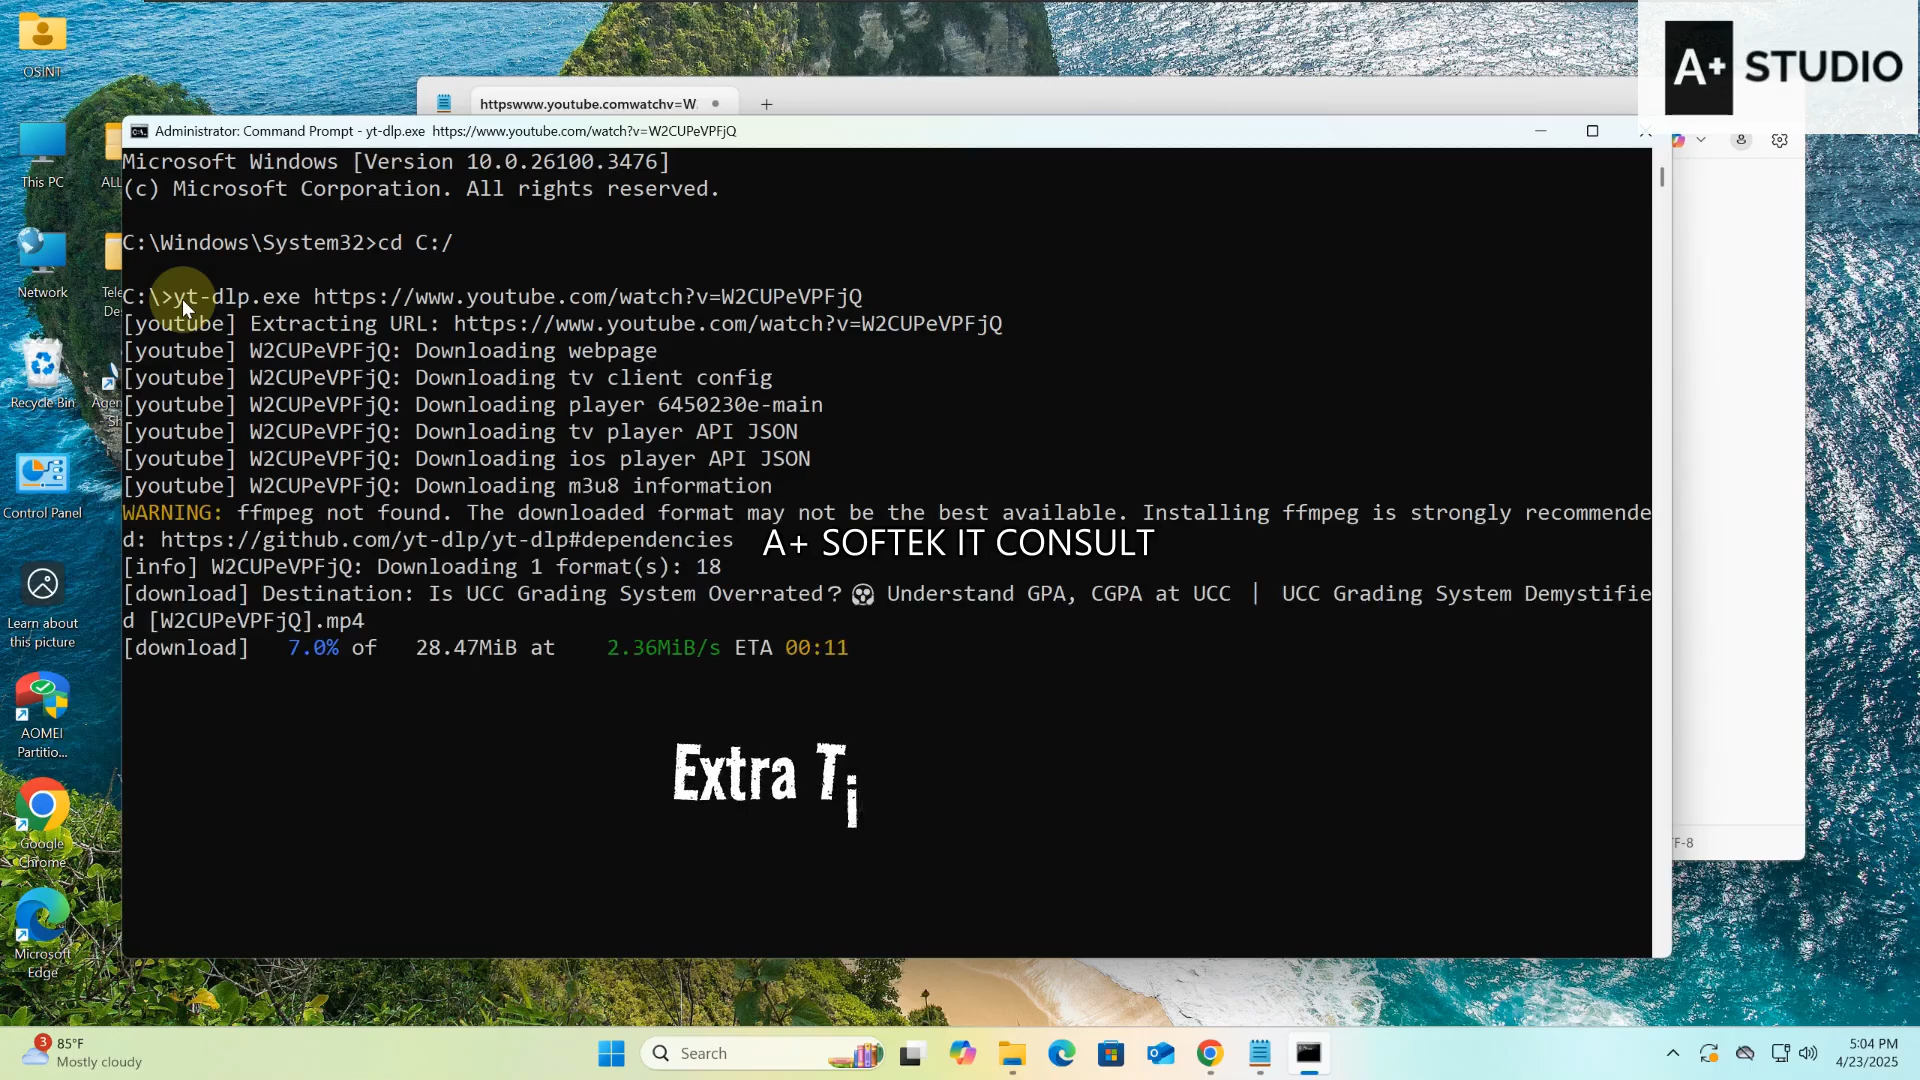 OSINT
This PC
ALL
Network
Tele
De
Recycle Bin
Agen
Sh
Control Panel
Learn about
this picture
AOMEI
Partitio...
Google
Chrome
Microsoft
Edge
A+ STUDIO
httpswww.youtube.comwatchv=W
Administrator: Command Prompt - yt-dlp.exe  https://www.youtube.com/watch?v=W2CUPeVPFjQ
Microsoft Windows [Version 10.0.26100.3476]
(c) Microsoft Corporation. All rights reserved.
C:\Windows\System32>cd C:/
C:\>yt-dlp.exe https://www.youtube.com/watch?v=W2CUPeVPFjQ
[youtube] Extracting URL: https://www.youtube.com/watch?v=W2CUPeVPFjQ
[youtube] W2CUPeVPFjQ: Downloading webpage
[youtube] W2CUPeVPFjQ: Downloading tv client config
[youtube] W2CUPeVPFjQ: Downloading player 6450230e-main
[youtube] W2CUPeVPFjQ: Downloading tv player API JSON
[youtube] W2CUPeVPFjQ: Downloading ios player API JSON
[youtube] W2CUPeVPFjQ: Downloading m3u8 information
WARNING: ffmpeg not found. The downloaded format may not be the best available. Installing ffmpeg is strongly recommende
d: https://github.com/yt-dlp/yt-dlp#dependencies
A+ SOFTEK IT CONSULT
[info] W2CUPeVPFjQ: Downloading 1 format(s): 18
[download] Destination: Is UCC Grading System Overrated？💀 Understand GPA, CGPA at UCC ｜ UCC Grading System Demystifie
d [W2CUPeVPFjQ].mp4
[download]   7.0% of   28.47MiB at    2.36MiB/s ETA 00:11
Extra Ti
TF-8
3
85°F
Mostly cloudy
Search
5:04 PM
4/23/2025